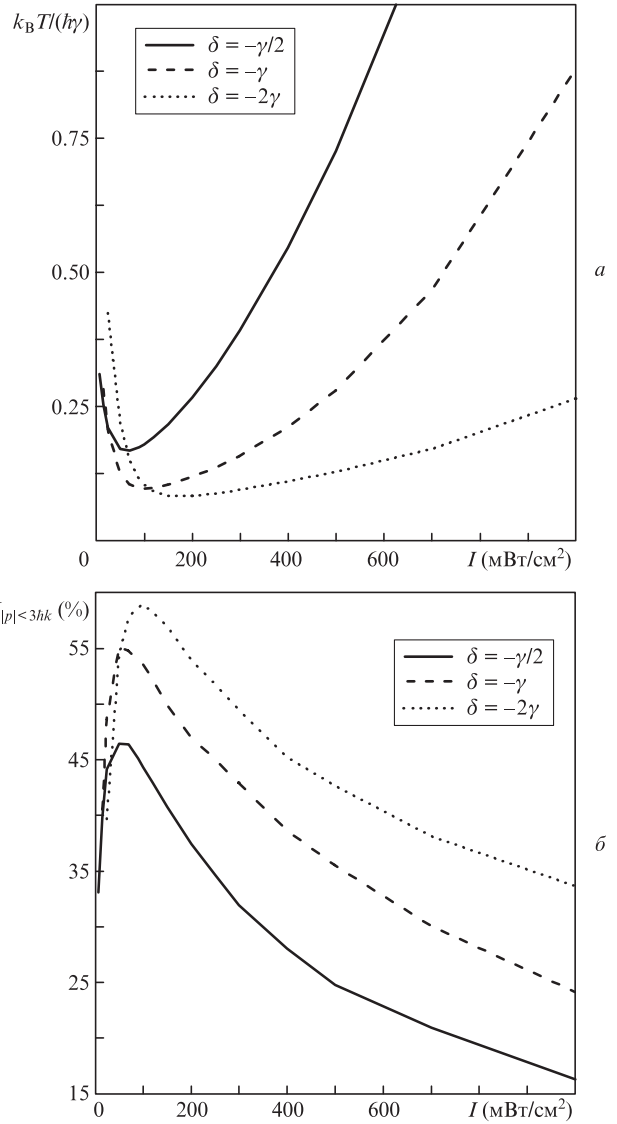 k_B T/(ħγ)
δ = −γ/2
δ = −γ
δ = −2γ
0.75
0.50
0.25
а
0 200 400 600 I (мВт/см²)
|p|<3ħk (%)
δ = −γ/2
δ = −γ
δ = −2γ
55
45
35
25
15
б
0 200 400 600 I (мВт/см²)